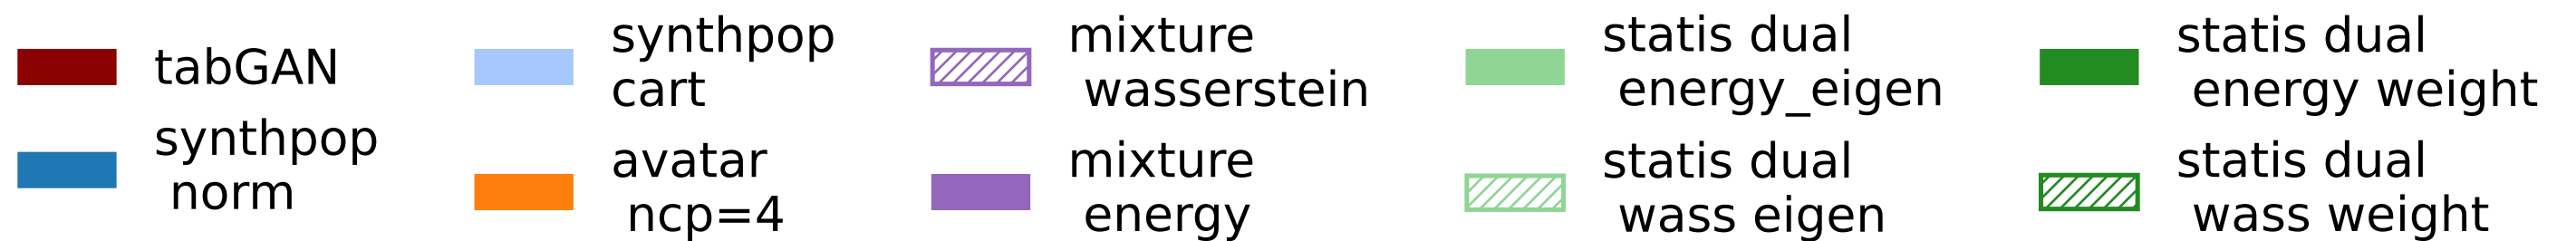 tabGAN
synthpop
norm
synthpop
cart
avatar
ncp=4
mixture
wasserstein
mixture
energy
statis dual
energy_eigen
statis dual
wass eigen
statis dual
energy weight
statis dual
wass weight